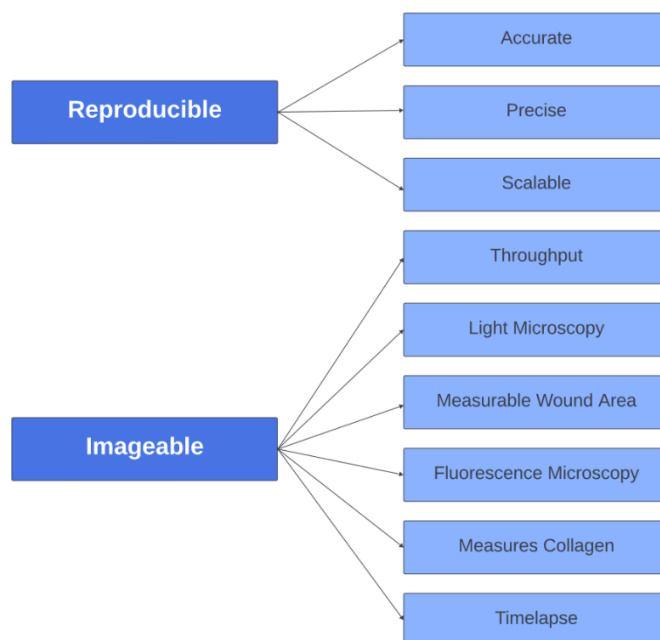 Reproducible
Accurate
Precise
Scalable
Imageable
Throughput
Light Microscopy
Measurable Wound Area
Fluorescence Microscopy
Measures Collagen
Timelapse